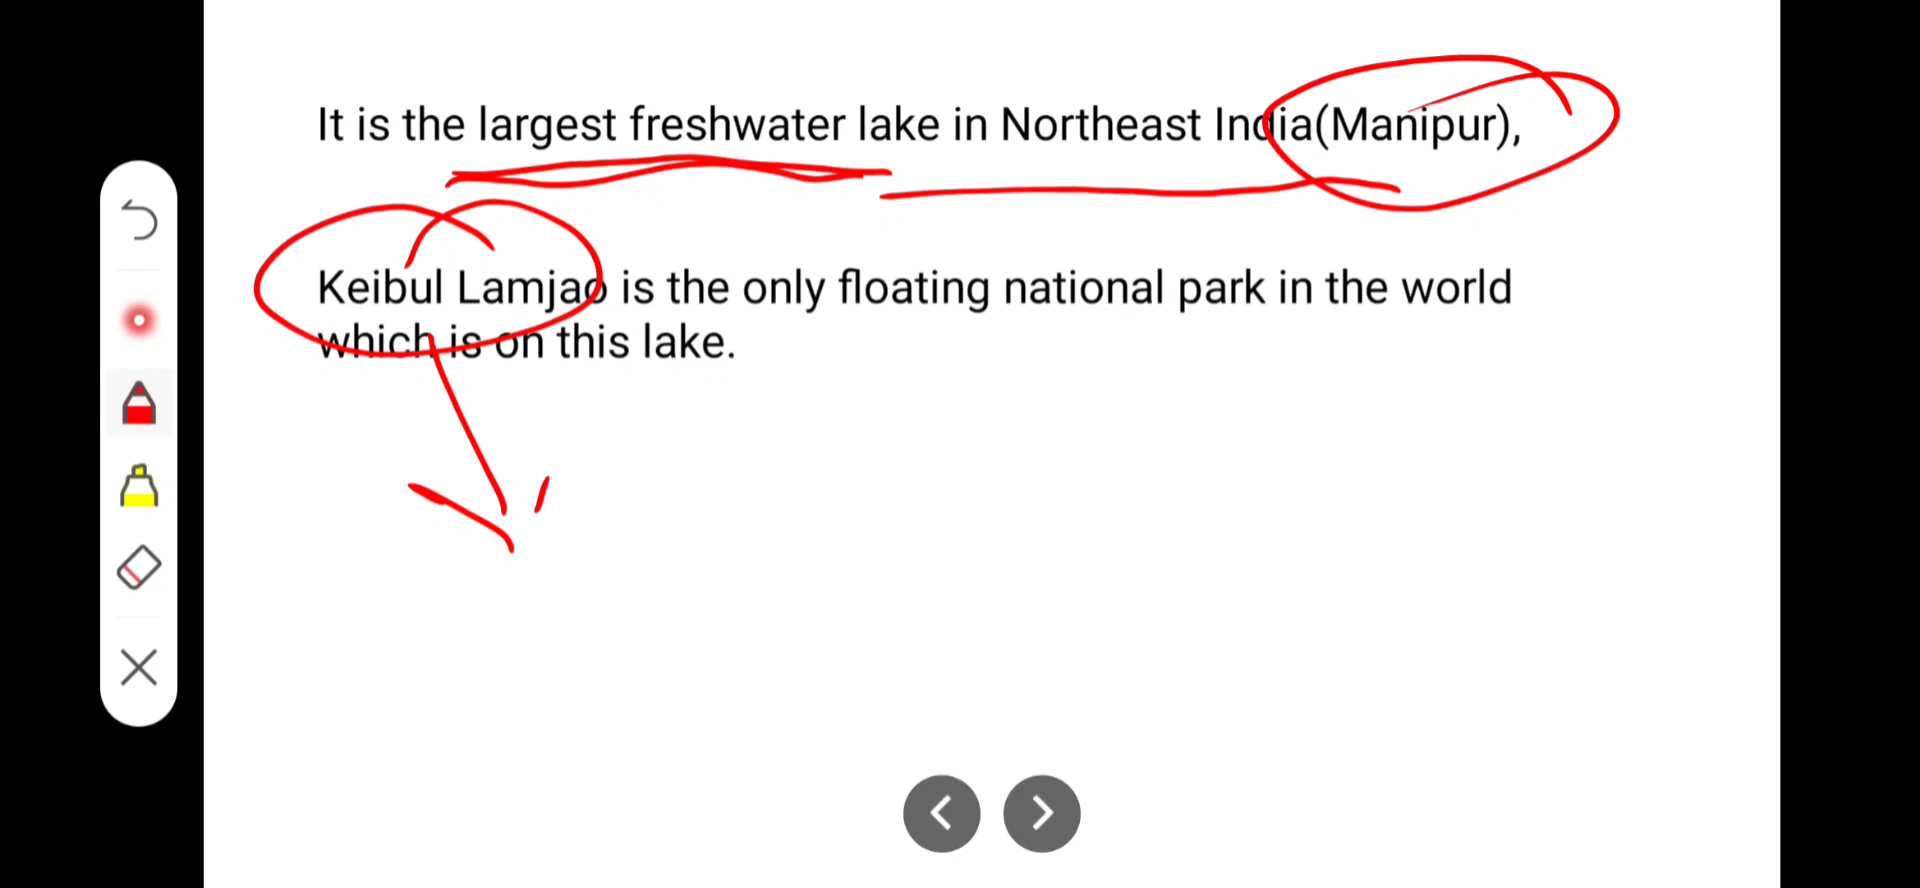 It is the largest freshwater lake in Northeast India(Manipur),
Keibul Lamjao is the only floating national park in the world
which is on this lake.